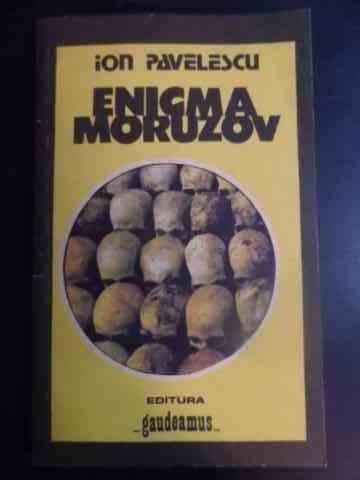 iON PAVELESCU
ENIGMA
MORUZOV
EDITURA
...gaudeamus...